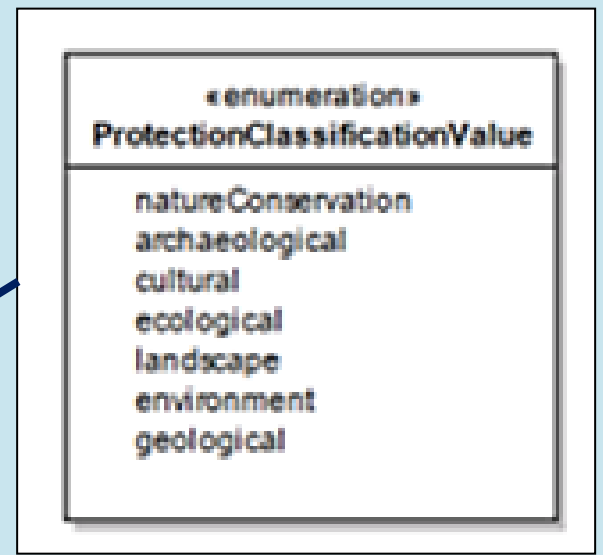 «enumeration»
ProtectionClassificationValue
natureConservation
archaeological
cultural
ecological
landscape
environment
geological